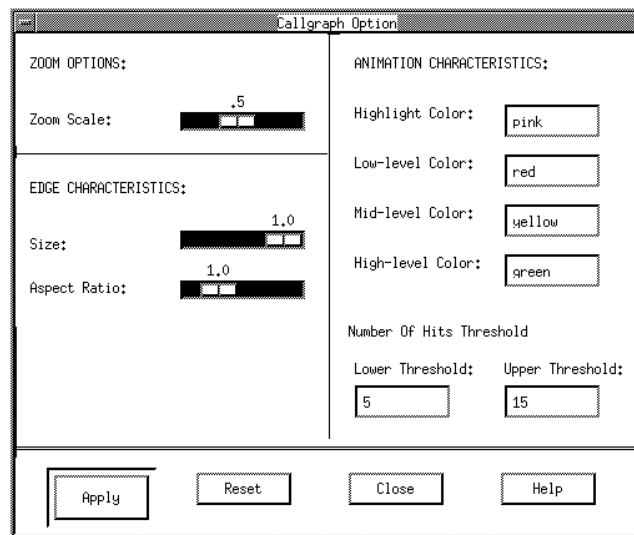 Callgraph Option
ZOOM OPTIONS:
.5
Zoom Scale:
EDGE CHARACTERISTICS:
1.0
Size:
1.0
Aspect Ratio:
ANIMATION CHARACTERISTICS:
Highlight Color: pink
Low-level Color: red
Mid-level Color: yellow
High-level Color: green
Number Of Hits Threshold
Lower Threshold: Upper Threshold:
5 15
Apply Reset Close Help